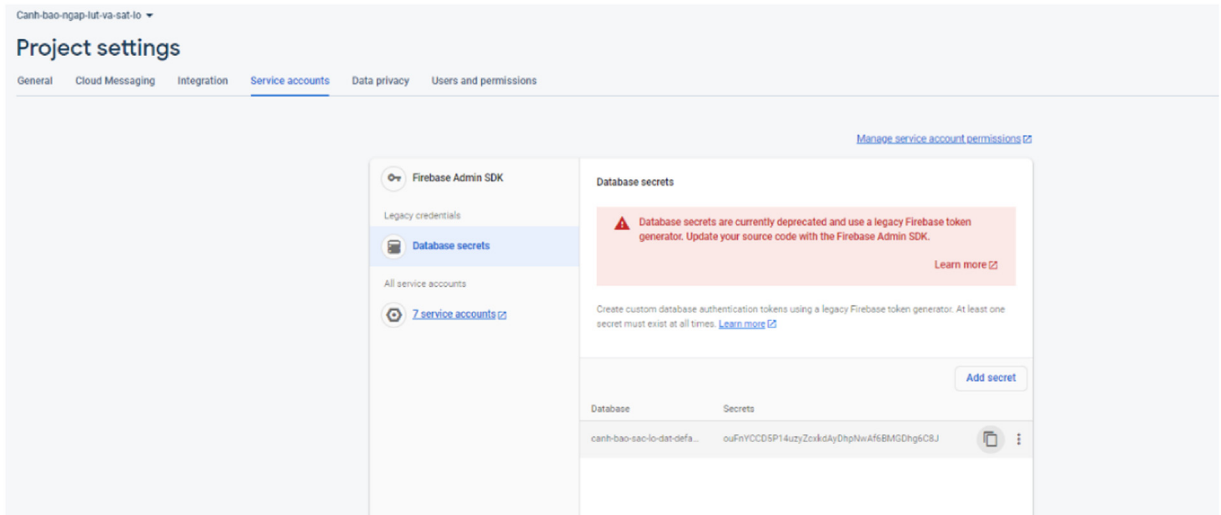 Canh-bao-ngap-lut-va-sat-lo
Project settings
General Cloud Messaging Integration Service accounts Data privacy Users and permissions
Manage service account permissions
Firebase Admin SDK
Legacy credentials
Database secrets
All service accounts
7 service accounts
Database secrets
Database secrets are currently deprecated and use a legacy Firebase token
generator. Update your source code with the Firebase Admin SDK.
Learn more
Create custom database authentication tokens using a legacy Firebase token generator. At least one
secret must exist at all times. Learn more
Add secret
Database Secrets
canh-bao-sac-lo-dat-defa...